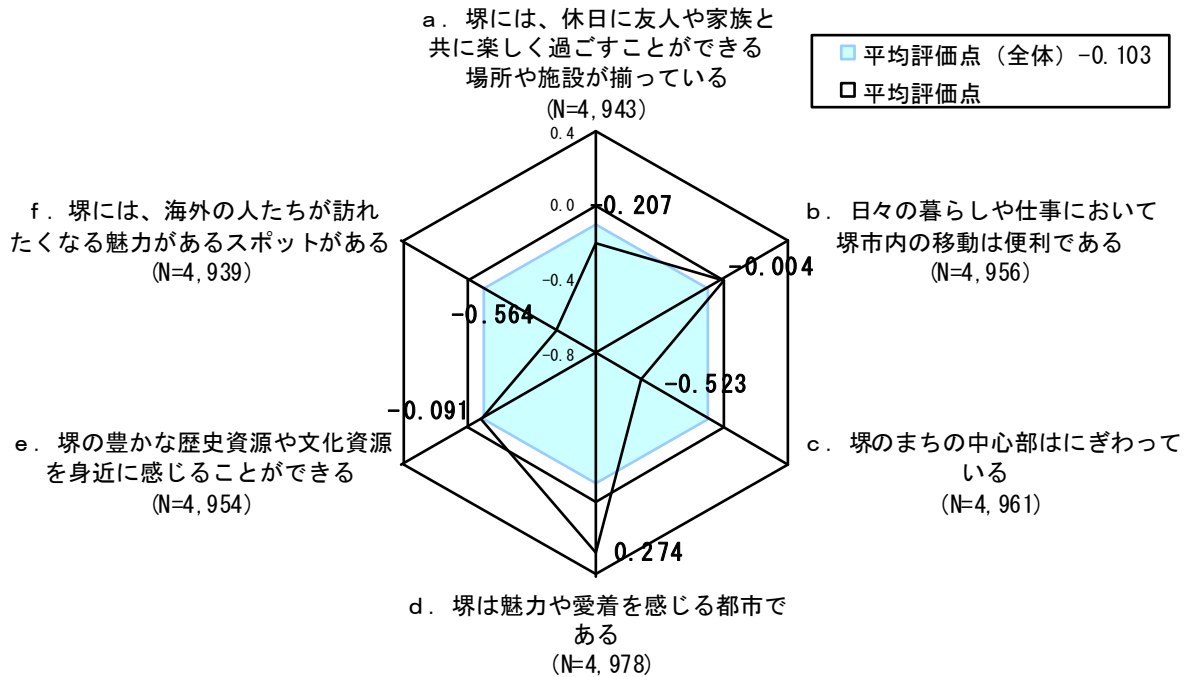 a．堺には、休日に友人や家族と
共に楽しく過ごすことができる
場所や施設が揃っている
(N=4,943)
平均評価点（全体）-0.103
平均評価点
0.4
0.0
-0.4
-0.8
-0.207
b．日々の暮らしや仕事において
堺市内の移動は便利である
(N=4,956)
-0.004
c．堺のまちの中心部はにぎわって
いる
(N=4,961)
-0.523
d．堺は魅力や愛着を感じる都市で
ある
(N=4,978)
0.274
e．堺の豊かな歴史資源や文化資源
を身近に感じることができる
(N=4,954)
-0.091
f．堺には、海外の人たちが訪れ
たくなる魅力があるスポットがある
(N=4,939)
-0.564